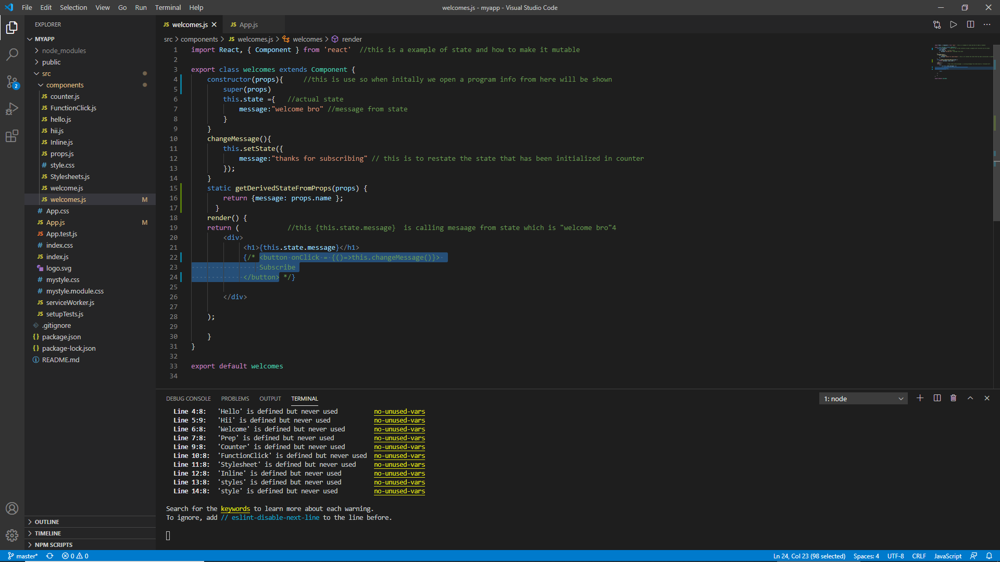 File Edit Selection View Go Run Terminal Help
welcomes.js - myapp - Visual Studio Code
EXPLORER
MYAPP
node_modules
public
src
components
JS counter.js
JS FunctionClick.js
JS hello.js
JS hii.js
JS Inline.js
JS props.js
# style.css
JS Stylesheets.js
JS welcome.js
JS welcomes.js M
# App.css
JS App.js M
JS App.test.js
# index.css
JS index.js
logo.svg
# mystyle.css
# mystyle.module.css
JS serviceWorker.js
JS setupTests.js
.gitignore
{} package.json
{} package-lock.json
README.md
OUTLINE
TIMELINE
NPM SCRIPTS
2
JS welcomes.js JS App.js
src > components > JS welcomes.js > welcomes > render
1 import React, { Component } from 'react' //this is a example of state and how to make it mutable
2
3 export class welcomes extends Component {
4 constructor(props){ //this is use so when initally we open a program info from here will be shown
5 super(props)
6 this.state ={ //actual state
7 message:"welcome bro" //message from state
8 }
9 }
10 changeMessage(){
11 this.setState({
12 message:"thanks for subscribing" // this is to restate the state that has been initialized in counter
13 });
14 }
15 static getDerivedStateFromProps(props) {
16 return {message: props.name };
17 }
18 render() {
19 return ( //this {this.state.message} is calling mesaage from state which is "welcome bro"4
20 <div>
21 <h1>{this.state.message}</h1>
22 {/* <button onClick = {()=>this.changeMessage()}>
23 Subscribe
24 </button> */}
25
26 </div>
27
28 );
29
30 }
31 }
32
33 export default welcomes
34
DEBUG CONSOLE PROBLEMS OUTPUT TERMINAL 1: node
Line 4:8: 'Hello' is defined but never used no-unused-vars
Line 5:9: 'Hii' is defined but never used no-unused-vars
Line 6:8: 'Welcome' is defined but never used no-unused-vars
Line 7:8: 'Prep' is defined but never used no-unused-vars
Line 9:8: 'Counter' is defined but never used no-unused-vars
Line 10:8: 'FunctionClick' is defined but never used no-unused-vars
Line 11:8: 'Stylesheet' is defined but never used no-unused-vars
Line 12:8: 'Inline' is defined but never used no-unused-vars
Line 13:8: 'styles' is defined but never used no-unused-vars
Line 14:8: 'style' is defined but never used no-unused-vars
Search for the keywords to learn more about each warning.
To ignore, add // eslint-disable-next-line to the line before.
master* 0 0 Ln 24, Col 23 (98 selected) Spaces: 4 UTF-8 CRLF JavaScript